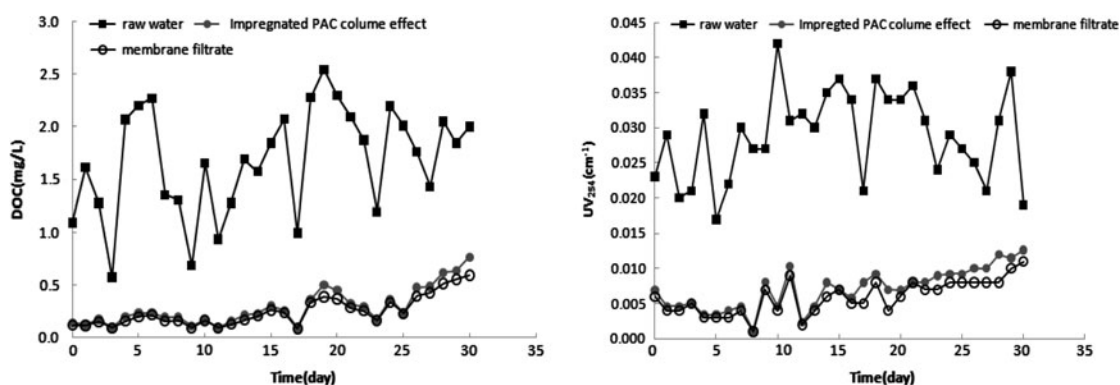 raw water
Impregnated PAC colume effect
membrane filtrate
3.0
2.5
2.0
1.5
1.0
0.5
0.0
DOC(mg/L)
0 5 10 15 20 25 30 35
Time(day)
raw water
Impregted PAC colume effect
membrane filtrate
0.045
0.040
0.035
0.030
0.025
0.020
0.015
0.010
0.005
0.000
UV254(cm-1)
0 5 10 15 20 25 30 35
Time(day)